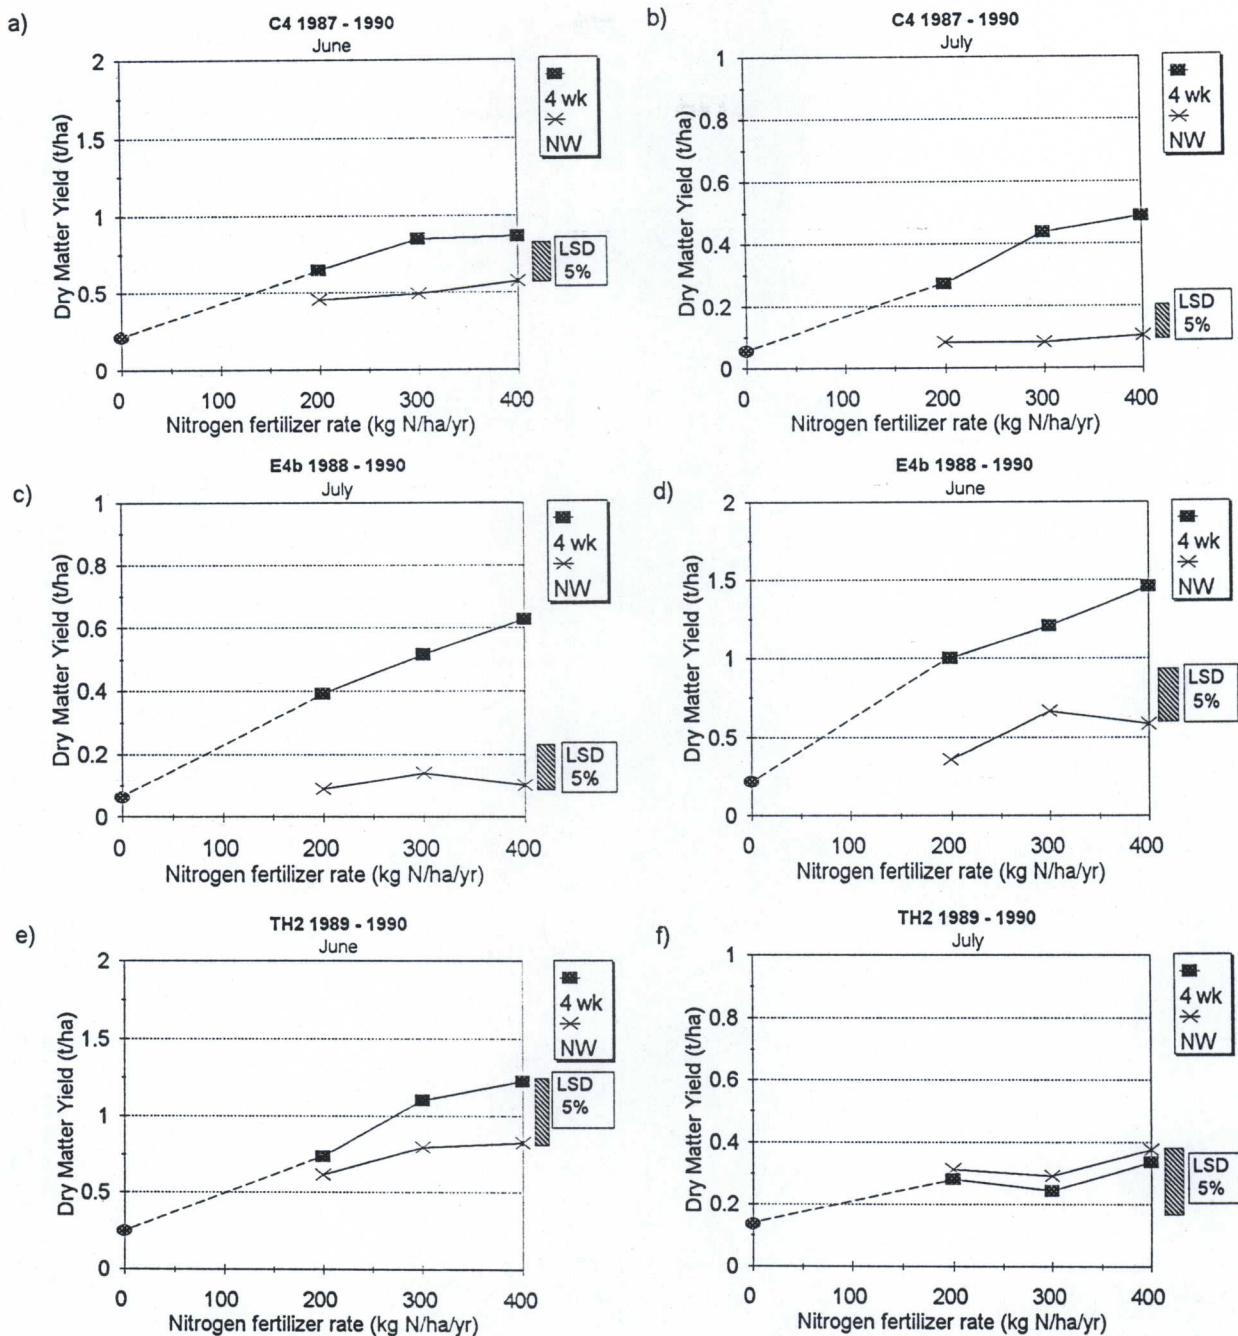 a)
C4 1987 - 1990
June
Dry Matter Yield (t/ha)
2
1.5
1
0.5
0
0 100 200 300 400
Nitrogen fertilizer rate (kg N/ha/yr)
4 wk
NW
LSD
5%
b)
C4 1987 - 1990
July
Dry Matter Yield (t/ha)
1
0.8
0.6
0.4
0.2
0
0 100 200 300 400
Nitrogen fertilizer rate (kg N/ha/yr)
4 wk
NW
LSD
5%
c)
E4b 1988 - 1990
July
Dry Matter Yield (t/ha)
1
0.8
0.6
0.4
0.2
0
0 100 200 300 400
Nitrogen fertilizer rate (kg N/ha/yr)
4 wk
NW
LSD
5%
d)
E4b 1988 - 1990
June
Dry Matter Yield (t/ha)
2
1.5
1
0.5
0
0 100 200 300 400
Nitrogen fertilizer rate (kg N/ha/yr)
4 wk
NW
LSD
5%
e)
TH2 1989 - 1990
June
Dry Matter Yield (t/ha)
2
1.5
1
0.5
0
0 100 200 300 400
Nitrogen fertilizer rate (kg N/ha/yr)
4 wk
NW
LSD
5%
f)
TH2 1989 - 1990
July
Dry Matter Yield (t/ha)
1
0.8
0.6
0.4
0.2
0
0 100 200 300 400
Nitrogen fertilizer rate (kg N/ha/yr)
4 wk
NW
LSD
5%